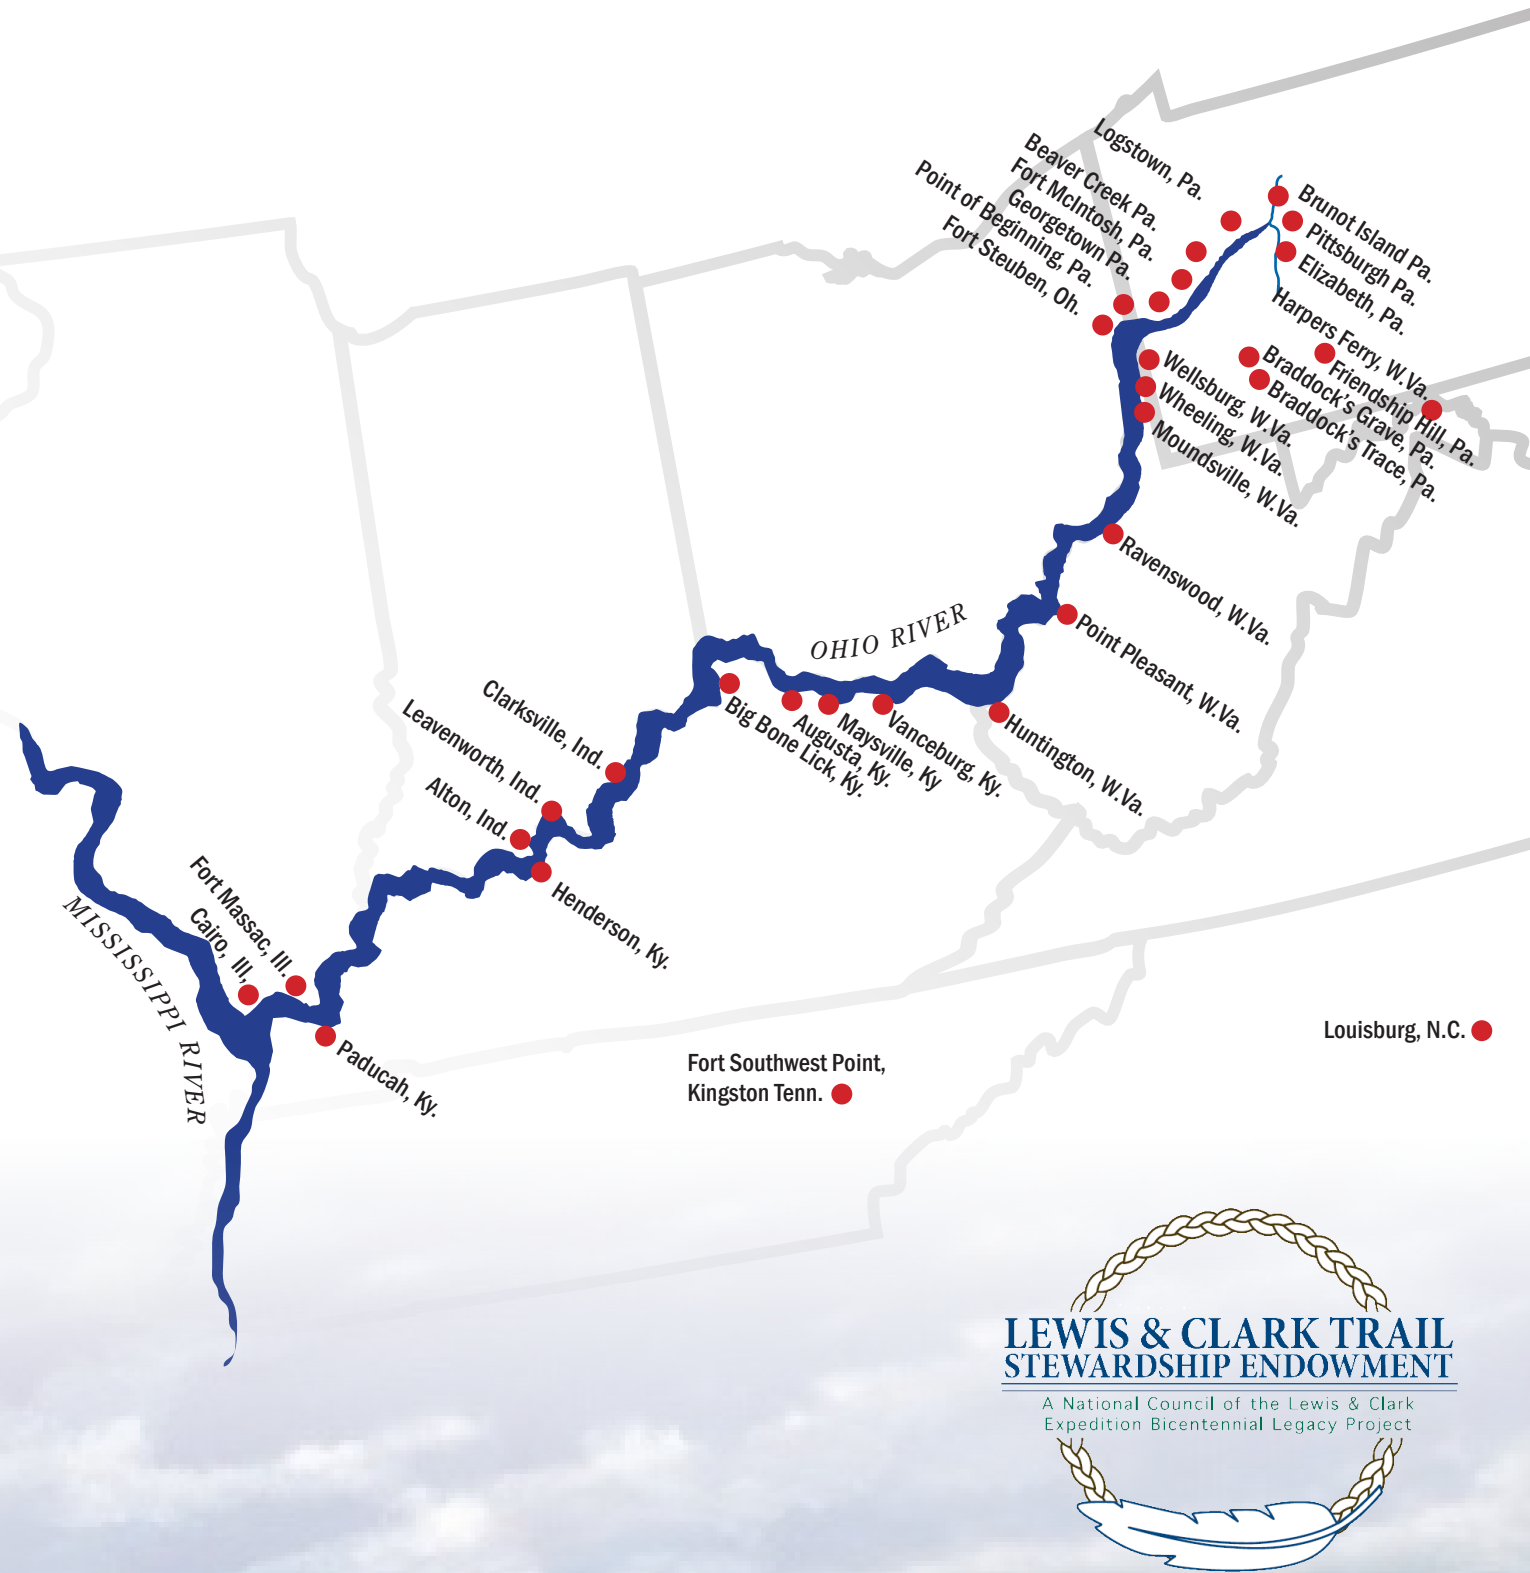 Logstown, Pa.
Beaver Creek Pa.
Fort McIntosh, Pa.
Georgetown Pa.
Point of Beginning, Pa.
Fort Steuben, Oh.
Brunot Island Pa.
Pittsburgh Pa.
Elizabeth, Pa.
Harpers Ferry, W.Va.
Friendship Hill, Pa.
Braddock's Grave, Pa.
Braddock's Trace, Pa.
Wellsburg, W.Va.
Wheeling, W.Va.
Moundsville, W.Va.
Ravenswood, W.Va.
Point Pleasant, W.Va.
Huntington, W.Va.
OHIO RIVER
Vanceburg, Ky.
Maysville, Ky
Augusta, Ky.
Big Bone Lick, Ky.
Clarksville, Ind.
Leavenworth, Ind.
Alton, Ind.
Henderson, Ky.
Fort Massac, Ill.
Cairo, Ill,
MISSISSIPPI RIVER
Paducah, Ky.
Fort Southwest Point,
Kingston Tenn.
Louisburg, N.C.
LEWIS & CLARK TRAIL
STEWARDSHIP ENDOWMENT
A National Council of the Lewis & Clark
Expedition Bicentennial Legacy Project